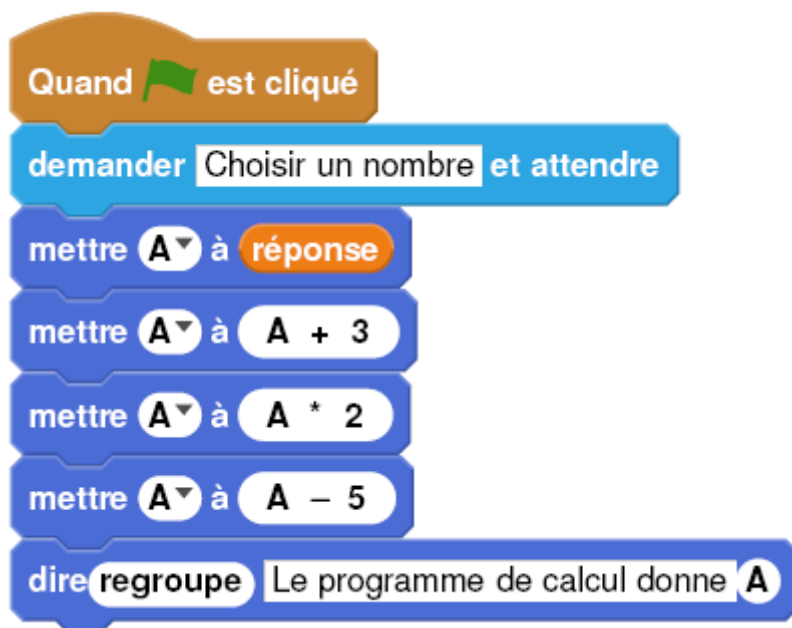 Quand est cliqué
demander Choisir un nombre et attendre
mettre A à réponse
mettre A à A + 3
mettre A à A * 2
mettre A à A – 5
dire regroupe Le programme de calcul donne A